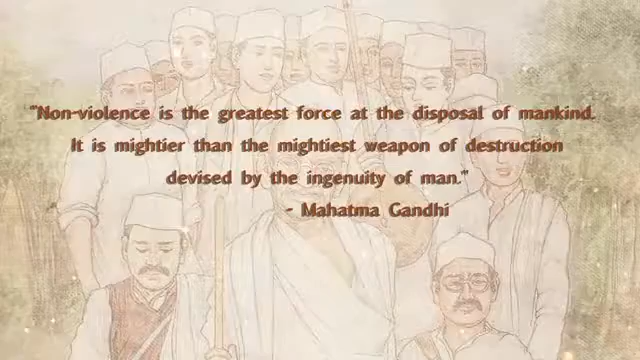 "Non-violence is the greatest force at the disposal of mankind.
It is mightier than the mightiest weapon of destruction
devised by the ingenuity of man."
- Mahatma Gandhi